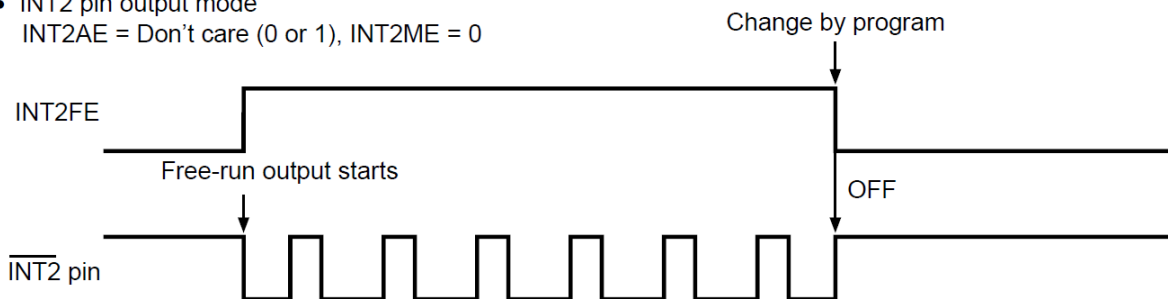 • INT2 pin output mode
INT2AE = Don't care (0 or 1), INT2ME = 0
Change by program
INT2FE
Free-run output starts
OFF
INT2 pin